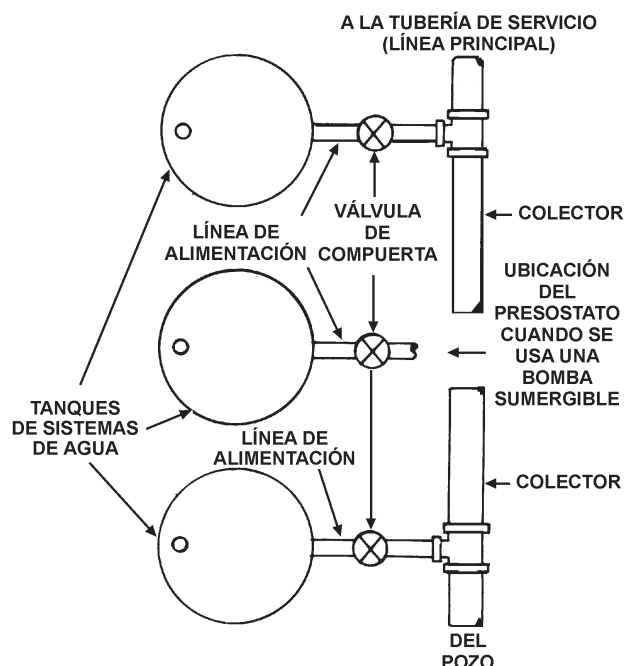 A LA TUBERÍA DE SERVICIO
(LÍNEA PRINCIPAL)
LÍNEA DE
ALIMENTACIÓN
VÁLVULA
DE
COMPUERTA
COLECTOR
UBICACIÓN
DEL
PRESOSTATO
CUANDO SE
USA UNA
BOMBA
SUMERGIBLE
TANQUES
DE SISTEMAS
DE AGUA
LÍNEA DE
ALIMENTACIÓN
COLECTOR
DEL
POZO